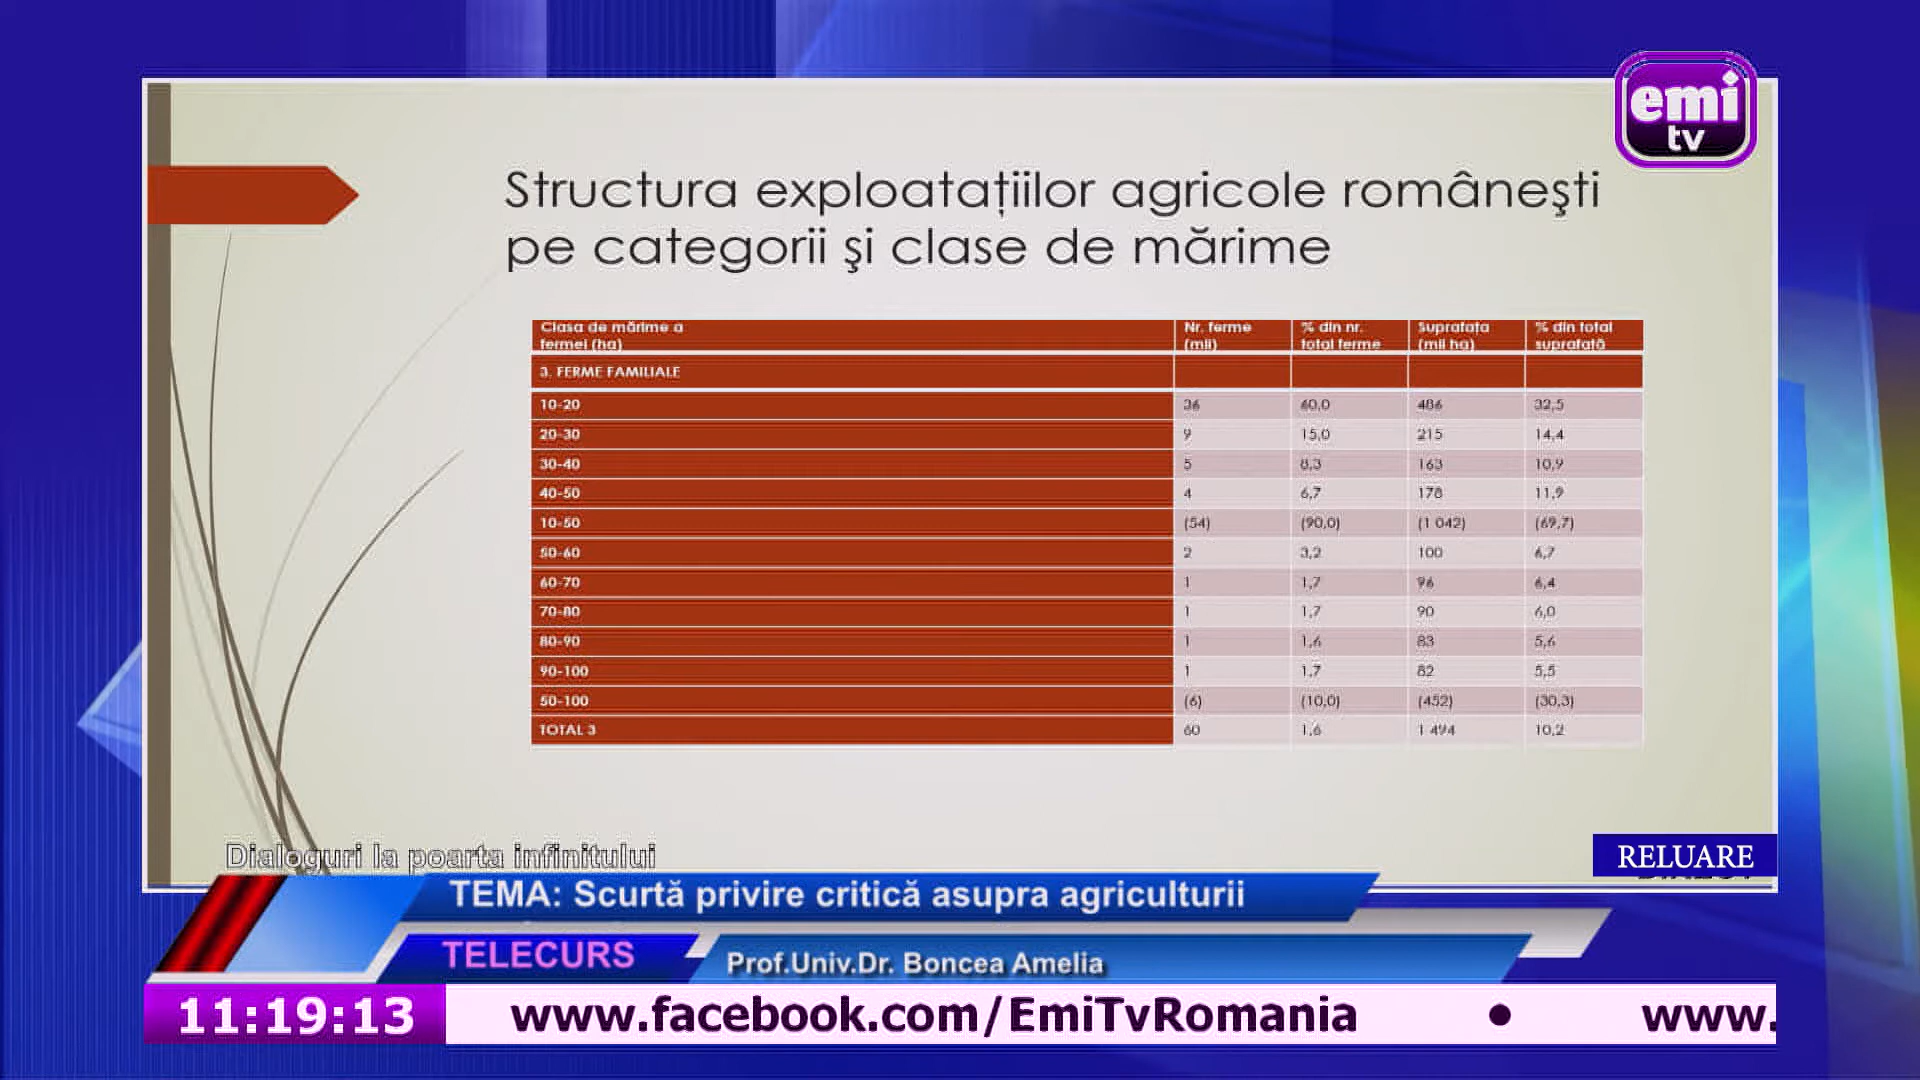 emi
tv
Structura exploataţiilor agricole româneşti
pe categorii şi clase de mărime
Clasa de mărime a fermei (ha) Nr. ferme (mii) % din nr. total ferme Suprafaţa (mii ha) % din total suprafată
3. FERME FAMILIALE
10-20 36 60,0 486 32,5
20-30 9 15,0 215 14,4
30-40 5 8,3 163 10,9
40-50 4 6,7 178 11,9
10-50 (54) (90,0) (1 042) (69,7)
50-60 2 3,2 100 6,7
60-70 1 1,7 96 6,4
70-80 1 1,7 90 6,0
80-90 1 1,6 83 5,6
90-100 1 1,7 82 5,5
50-100 (6) (10,0) (452) (30,3)
TOTAL 3 60 1,6 1 494 10,2
Dialoguri la poarta infinitului
RELUARE
TEMA: Scurtă privire critică asupra agriculturii
TELECURS
Prof.Univ.Dr. Boncea Amelia
11:19:13
www.facebook.com/EmiTvRomania • www.